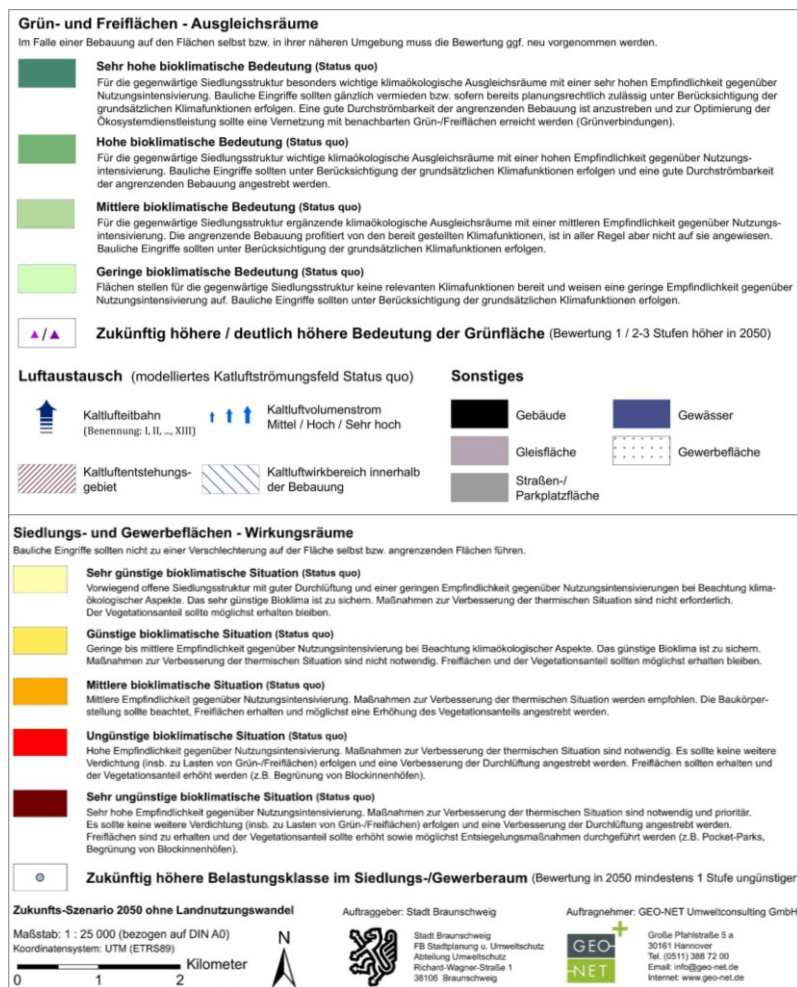 Grün- und Freiflächen - Ausgleichsräume
Im Falle einer Bebauung auf den Flächen selbst bzw. in ihrer näheren Umgebung muss die Bewertung ggf. neu vorgenommen werden.
Sehr hohe bioklimatische Bedeutung (Status quo)
Für die gegenwärtige Siedlungsstruktur besonders wichtige klimaökologische Ausgleichsräume mit einer sehr hohen Empfindlichkeit gegenüber
Nutzungsintensivierung. Bauliche Eingriffe sollten gänzlich vermieden bzw. sofern bereits planungsrechtlich zulässig unter Berücksichtigung der
grundsätzlichen Klimafunktionen erfolgen. Eine gute Durchströmbarkeit der angrenzenden Bebauung ist anzustreben und zur Optimierung der
Ökosystemdienstleistung sollte eine Vernetzung mit benachbarten Grün-/Freiflächen erreicht werden (Grünverbindungen).
Hohe bioklimatische Bedeutung (Status quo)
Für die gegenwärtige Siedlungsstruktur wichtige klimaökologische Ausgleichsräume mit einer hohen Empfindlichkeit gegenüber Nutzungs-
intensivierung. Bauliche Eingriffe sollten unter Berücksichtigung der grundsätzlichen Klimafunktionen erfolgen und eine gute Durchströmbarkeit
der angrenzenden Bebauung angestrebt werden.
Mittlere bioklimatische Bedeutung (Status quo)
Für die gegenwärtige Siedlungsstruktur ergänzende klimaökologische Ausgleichsräume mit einer mittleren Empfindlichkeit gegenüber Nutzungs-
intensivierung. Die angrenzende Bebauung profitiert von den bereit gestellten Klimafunktionen, ist in aller Regel aber nicht auf sie angewiesen.
Bauliche Eingriffe sollten unter Berücksichtigung der grundsätzlichen Klimafunktionen erfolgen.
Geringe bioklimatische Bedeutung (Status quo)
Flächen stellen für die gegenwärtige Siedlungsstruktur keine relevanten Klimafunktionen bereit und weisen eine geringe Empfindlichkeit gegenüber
Nutzungsintensivierung auf. Bauliche Eingriffe sollten unter Berücksichtigung der grundsätzlichen Klimafunktionen erfolgen.
/ Zukünftig höhere / deutlich höhere Bedeutung der Grünfläche (Bewertung 1 / 2-3 Stufen höher in 2050)
Luftaustausch (modelliertes Katluftströmungsfeld Status quo)
Kaltlufteitbahn
(Benennung: I, II, ..., XIII)
Kaltluftvolumenstrom
Mittel / Hoch / Sehr hoch
Kaltluftentstehungs-
gebiet
Kaltluftwirkbereich innerhalb
der Bebauung
Sonstiges
Gebäude
Gewässer
Gleisfläche
Gewerbefläche
Straßen-/
Parkplatzfläche
Siedlungs- und Gewerbeflächen - Wirkungsräume
Bauliche Eingriffe sollten nicht zu einer Verschlechterung auf der Fläche selbst bzw. angrenzenden Flächen führen.
Sehr günstige bioklimatische Situation (Status quo)
Vorwiegend offene Siedlungsstruktur mit guter Durchlüftung und einer geringen Empfindlichkeit gegenüber Nutzungsintensivierungen bei Beachtung klima-
ökologischer Aspekte. Das sehr günstige Bioklima ist zu sichern. Maßnahmen zur Verbesserung der thermischen Situation sind nicht erforderlich.
Der Vegetationsanteil sollte möglichst erhalten bleiben.
Günstige bioklimatische Situation (Status quo)
Geringe bis mittlere Empfindlichkeit gegenüber Nutzungsintensivierung bei Beachtung klimaökologischer Aspekte. Das günstige Bioklima ist zu sichern.
Maßnahmen zur Verbesserung der thermischen Situation sind nicht notwendig. Freiflächen und der Vegetationsanteil sollten möglichst erhalten bleiben.
Mittlere bioklimatische Situation (Status quo)
Mittlere Empfindlichkeit gegenüber Nutzungsintensivierung. Maßnahmen zur Verbesserung der thermischen Situation werden empfohlen. Die Baukörper-
stellung sollte beachtet, Freiflächen erhalten und möglichst eine Erhöhung des Vegetationsanteils angestrebt werden.
Ungünstige bioklimatische Situation (Status quo)
Hohe Empfindlichkeit gegenüber Nutzungsintensivierung. Maßnahmen zur Verbesserung der thermischen Situation sind notwendig. Es sollte keine weitere
Verdichtung (insb. zu Lasten von Grün-/Freiflächen) erfolgen und eine Verbesserung der Durchlüftung angestrebt werden. Freiflächen sollten erhalten und
der Vegetationsanteil erhöht werden (z.B. Begrünung von Blockinnenhöfen).
Sehr ungünstige bioklimatische Situation (Status quo)
Sehr hohe Empfindlichkeit gegenüber Nutzungsintensivierung. Maßnahmen zur Verbesserung der thermischen Situation sind notwendig und prioritär.
Es sollte keine weitere Verdichtung (insb. zu Lasten von Grün-/Freiflächen) erfolgen und eine Verbesserung der Durchlüftung angestrebt werden.
Freiflächen sind zu erhalten und der Vegetationsanteil sollte erhöht sowie möglichst Entsiegelungsmaßnahmen durchgeführt werden (z.B. Pocket-Parks,
Begrünung von Blockinnenhöfen).
Zukünftig höhere Belastungsklasse im Siedlungs-/Gewerberaum (Bewertung in 2050 mindestens 1 Stufe ungünstiger
Zukunfts-Szenario 2050 ohne Landnutzungswandel
Maßstab: 1 : 25 000 (bezogen auf DIN A0)
Koordinatensystem: UTM (ETRS89)
Kilometer
0 1 2
N
Auftraggeber: Stadt Braunschweig
Stadt Braunschweig
FB Stadtplanung u. Umweltschutz
Abteilung Umweltschutz
Richard-Wagner-Straße 1
38106 Braunschweig
Auftragnehmer: GEO-NET Umweltconsulting GmbH
GEO
NET
Große Pfahlstraße 5 a
30161 Hannover
Tel. (0511) 388 72 00
Email: info@geo-net.de
Internet: www.geo-net.de